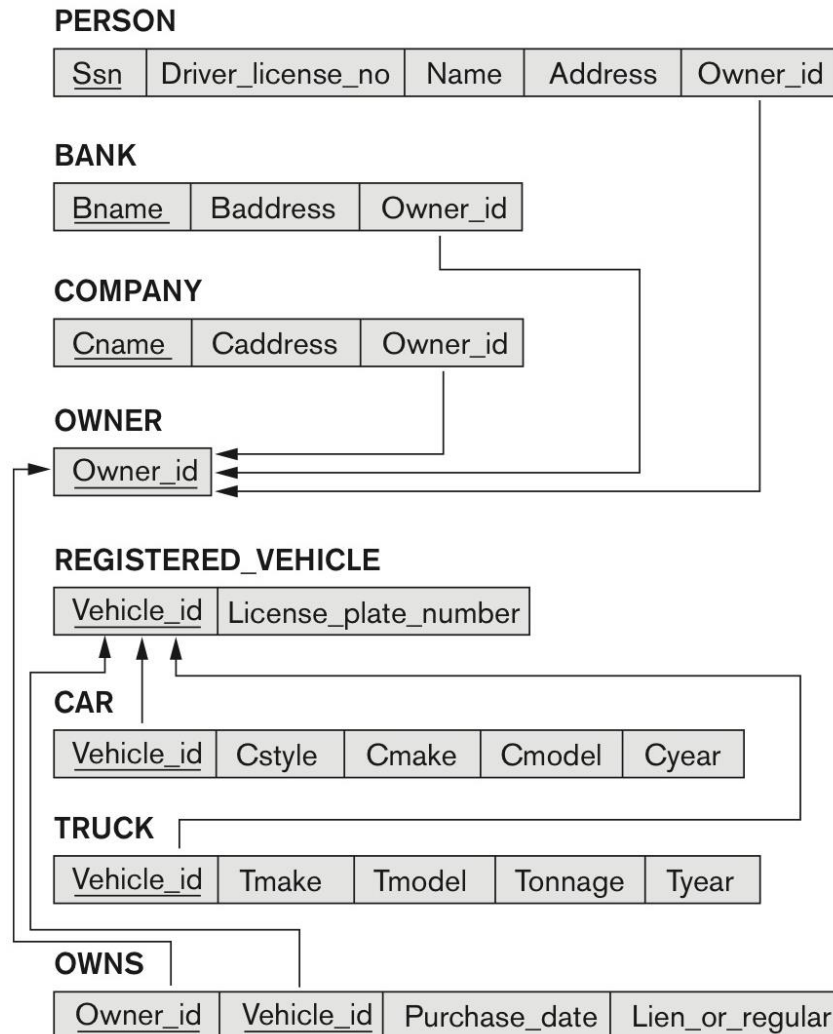 PERSON
Ssn Driver_license_no Name Address Owner_id
BANK
Bname Baddress Owner_id
COMPANY
Cname Caddress Owner_id
OWNER
Owner_id
REGISTERED_VEHICLE
Vehicle_id License_plate_number
CAR
Vehicle_id Cstyle Cmake Cmodel Cyear
TRUCK
Vehicle_id Tmake Tmodel Tonnage Tyear
OWNS
Owner_id Vehicle_id Purchase_date Lien_or_regular